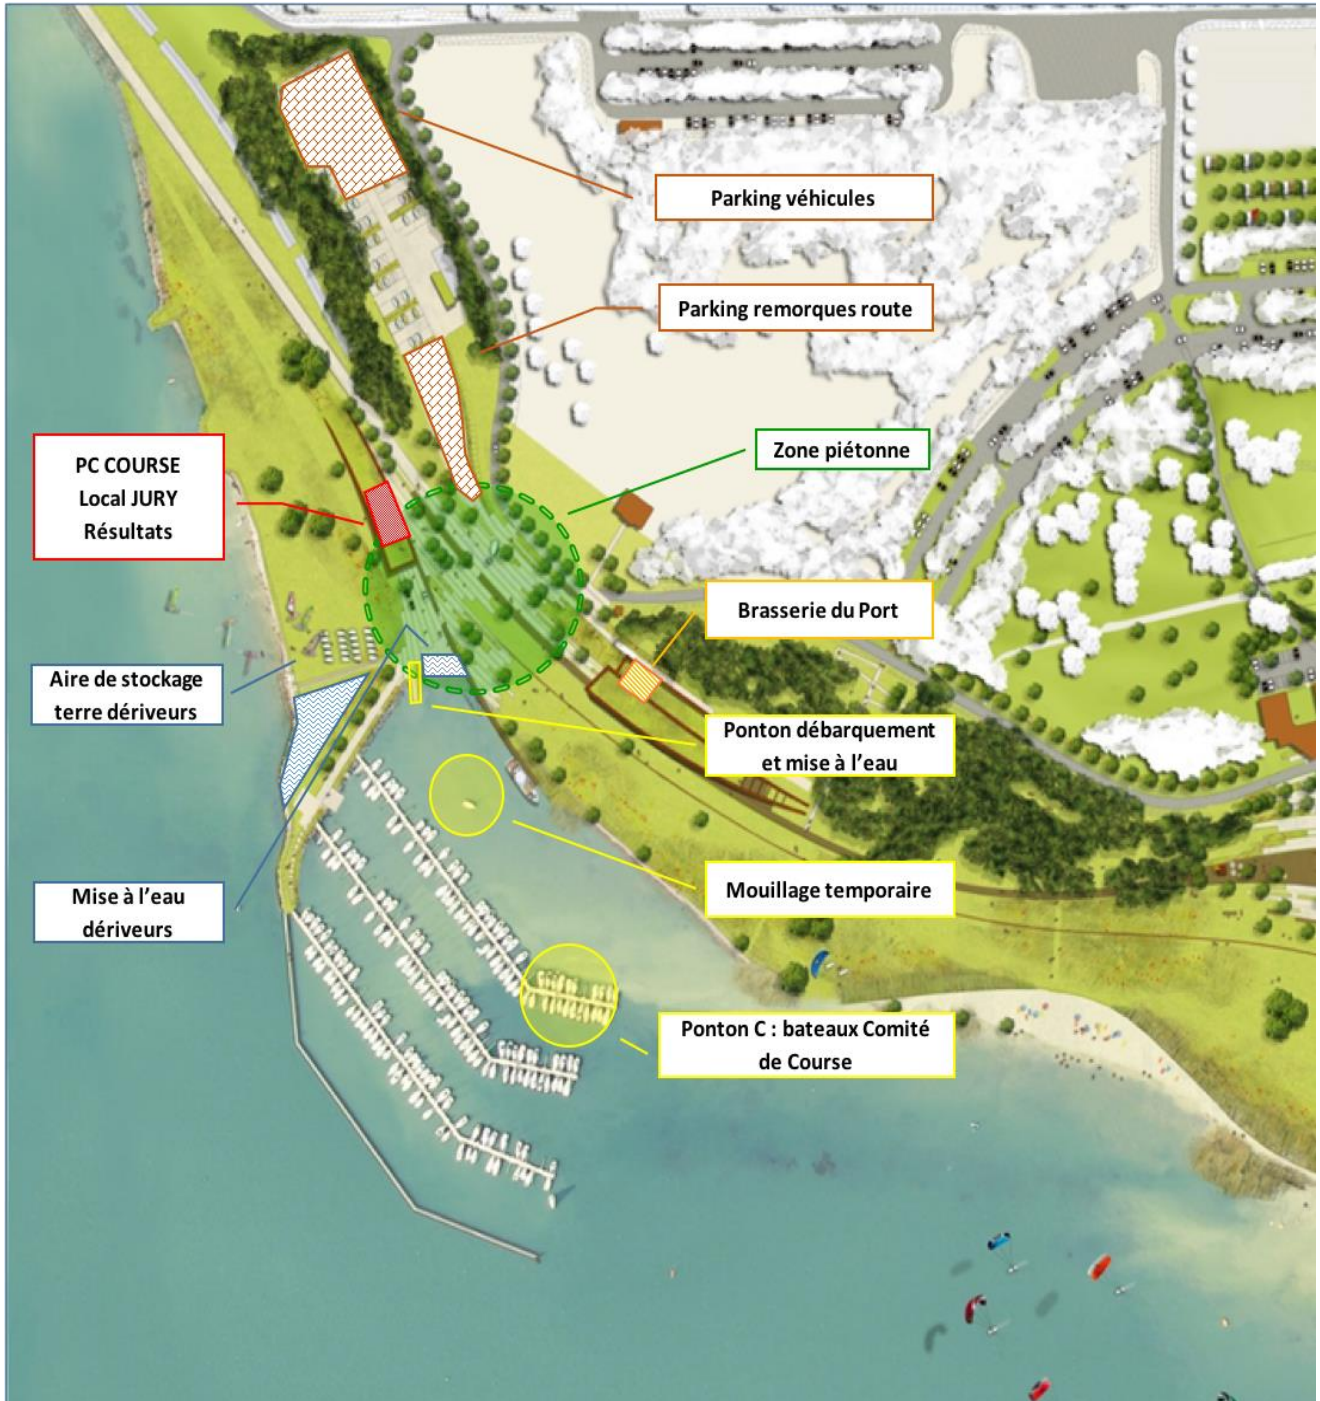 Parking véhicules
Parking remorques route
PC COURSE
Local JURY
Résultats
Zone piétonne
Brasserie du Port
Aire de stockage
terre dériveurs
Ponton débarquement
et mise à l’eau
Mouillage temporaire
Mise à l’eau
dériveurs
Ponton C : bateaux Comité
de Course